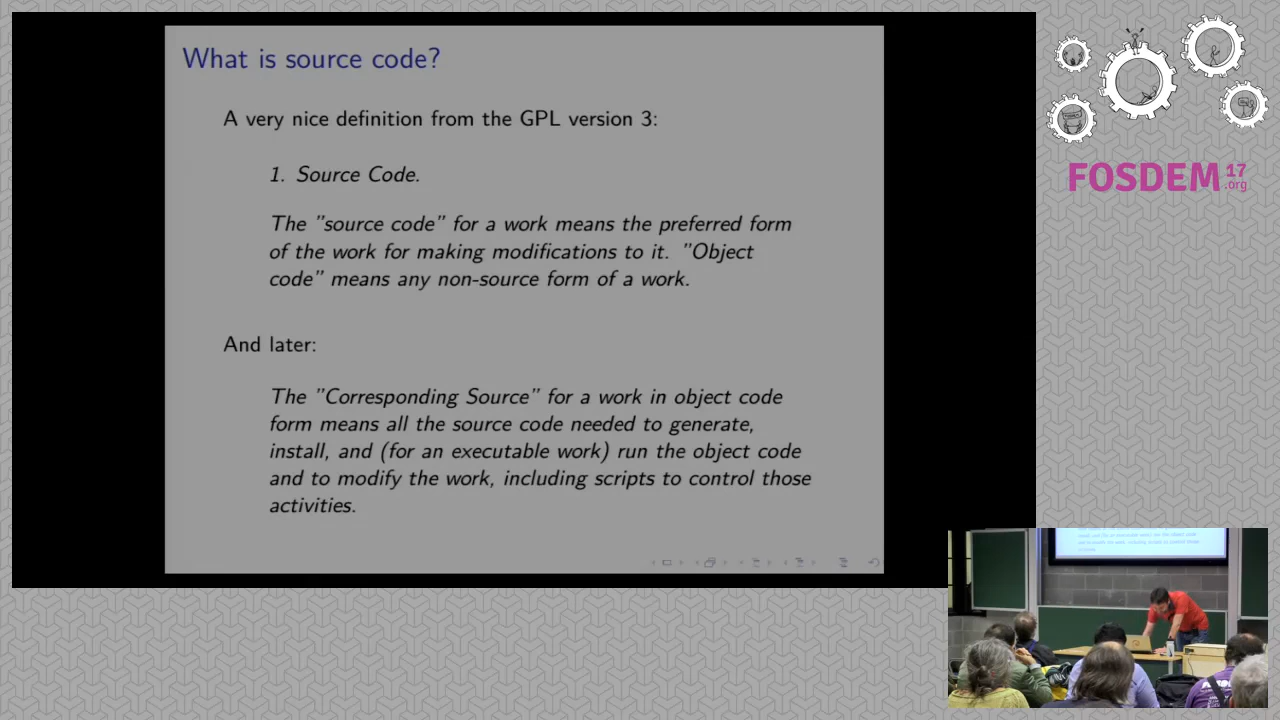 What is source code?
A very nice definition from the GPL version 3:
1. Source Code.
The ”source code” for a work means the preferred form
of the work for making modifications to it. ”Object
code” means any non-source form of a work.
And later:
The ”Corresponding Source” for a work in object code
form means all the source code needed to generate,
install, and (for an executable work) run the object code
and to modify the work, including scripts to control those
activities.
FOSDEM 17
.org